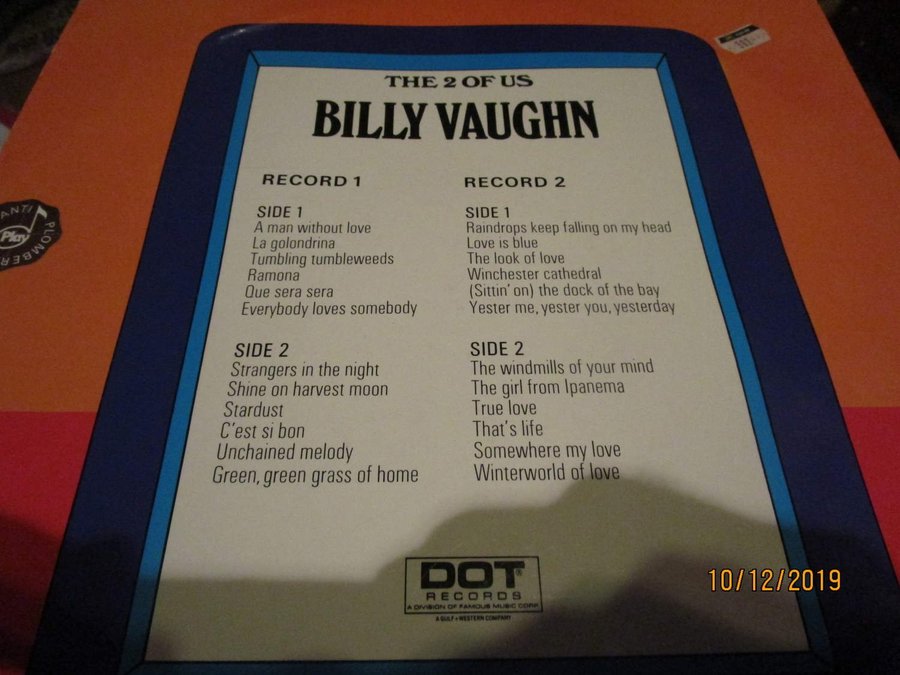 THE 2 OF US
BILLY VAUGHN
RECORD 1
SIDE 1
A man without love
La golondrina
Tumbling tumbleweeds
Ramona
Que sera sera
Everybody loves somebody
SIDE 2
Strangers in the night
Shine on harvest moon
Stardust
C'est si bon
Unchained melody
Green, green grass of home
RECORD 2
SIDE 1
Raindrops keep falling on my head
Love is blue
The look of love
Winchester cathedral
(Sittin' on) the dock of the bay
Yester me, yester you, yesterday
SIDE 2
The windmills of your mind
The girl from Ipanema
True love
That's life
Somewhere my love
Winterworld of love
ANTI
Play
PLOMBE
DOT
RECORDS
A DIVISION OF FAMOUS MUSIC CORP.
A GULF+WESTERN COMPANY
10/12/2019